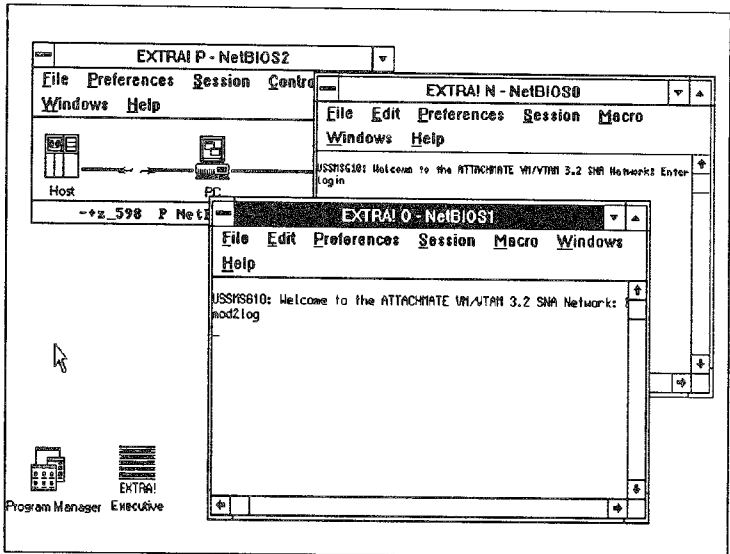 EXTRA! P - NetBIOS2
File Preferences Session
Windows Help
Host
PC
-+z_598 P
EXTRA! N - NetBIOS0
File Edit Preferences Session Macro
Windows Help
USSMSG10: Welcome to the ATTACHMATE VM/VTAM 3.2 SNA Network: Enter
login
EXTRA! O - NetBIOS1
File Edit Preferences Session Macro Windows
Help
USSMSG10: Welcome to the ATTACHMATE VM/VTAM 3.2 SNA Network:
mod2log
Program Manager
EXTRA!
Executive